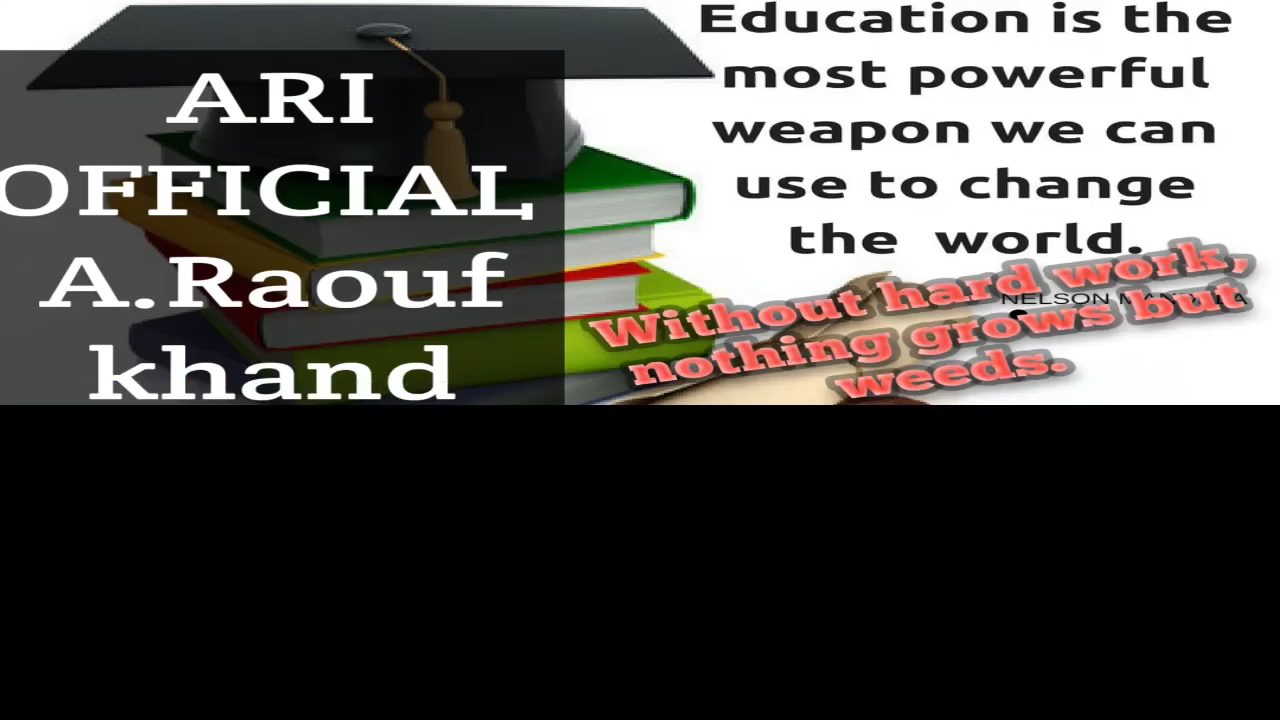 ARI
OFFICIAL
A.Raouf
khand
Education is the
most powerful
weapon we can
use to change
the world.
NELSON MANDELA
Without hard work,
nothing grows but
weeds.